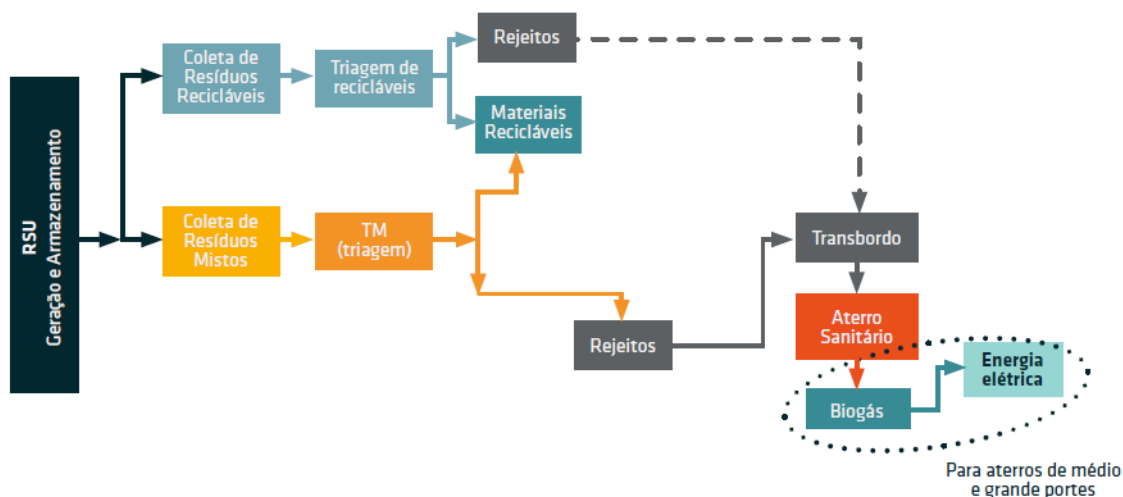 RSU
Geração e Armazenamento
Coleta de
Resíduos
Recicláveis
Triagem de
recicláveis
Rejeitos
Materiais
Recicláveis
Coleta de
Resíduos
Mistos
TM
(triagem)
Rejeitos
Transbordo
Aterro
Sanitário
Biogás
Energia
elétrica
Para aterros de médio
e grande portes